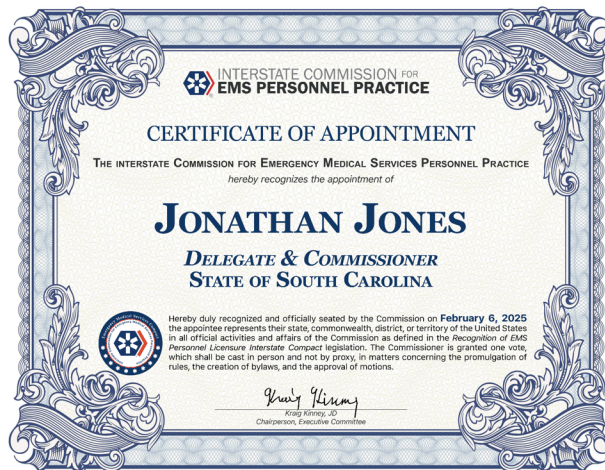 INTERSTATE COMMISSION FOR
EMS PERSONNEL PRACTICE
CERTIFICATE OF APPOINTMENT
THE INTERSTATE COMMISSION FOR EMERGENCY MEDICAL SERVICES PERSONNEL PRACTICE
hereby recognizes the appointment of
JONATHAN JONES
DELEGATE & COMMISSIONER
STATE OF SOUTH CAROLINA
Hereby duly recognized and officially seated by the Commission on February 6, 2025
the appointee represents their state, commonwealth, district, or territory of the United States
in all official activities and affairs of the Commission as defined in the Recognition of EMS
Personnel Licensure Interstate Compact legislation. The Commissioner is granted one vote,
which shall be cast in person and not by proxy, in matters concerning the promulgation of
rules, the creation of bylaws, and the approval of motions.
Kraig Kinney
Kraig Kinney, JD
Chairperson, Executive Committee